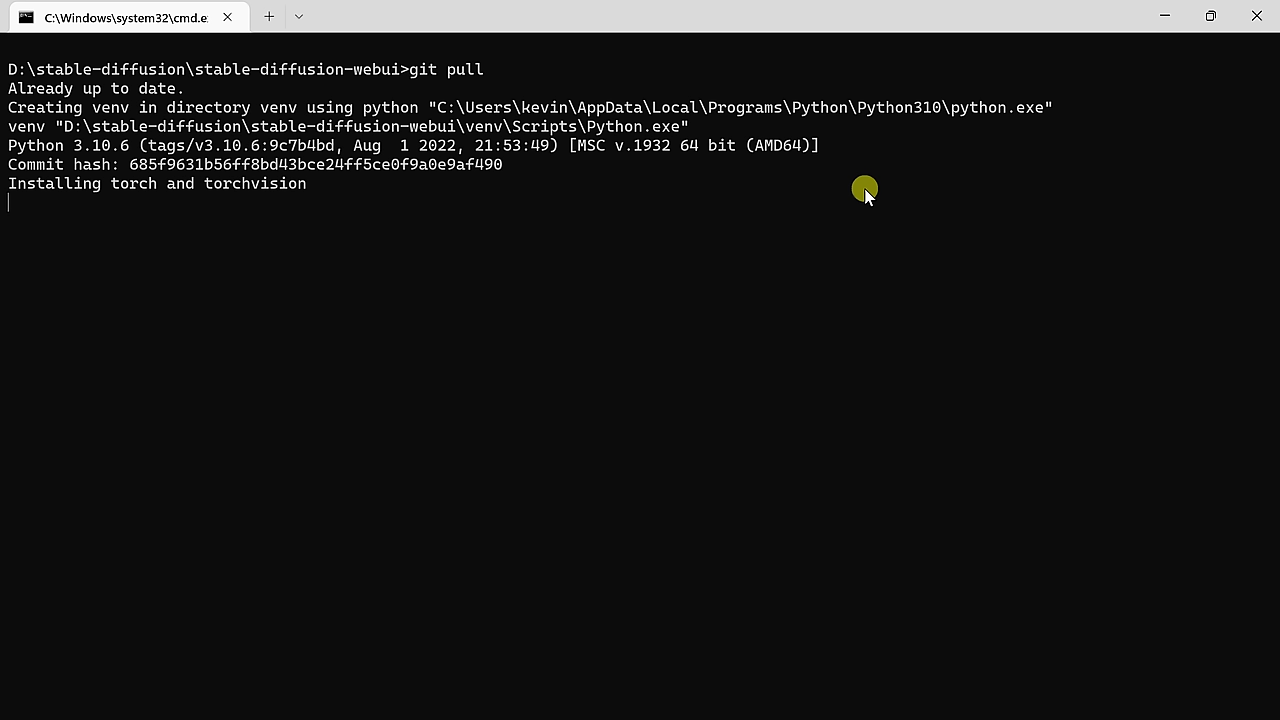 C:\Windows\system32\cmd.e
D:\stable-diffusion\stable-diffusion-webui>git pull
Already up to date.
Creating venv in directory venv using python "C:\Users\kevin\AppData\Local\Programs\Python\Python310\python.exe"
venv "D:\stable-diffusion\stable-diffusion-webui\venv\Scripts\Python.exe"
Python 3.10.6 (tags/v3.10.6:9c7b4bd, Aug  1 2022, 21:53:49) [MSC v.1932 64 bit (AMD64)]
Commit hash: 685f9631b56ff8bd43bce24ff5ce0f9a0e9af490
Installing torch and torchvision